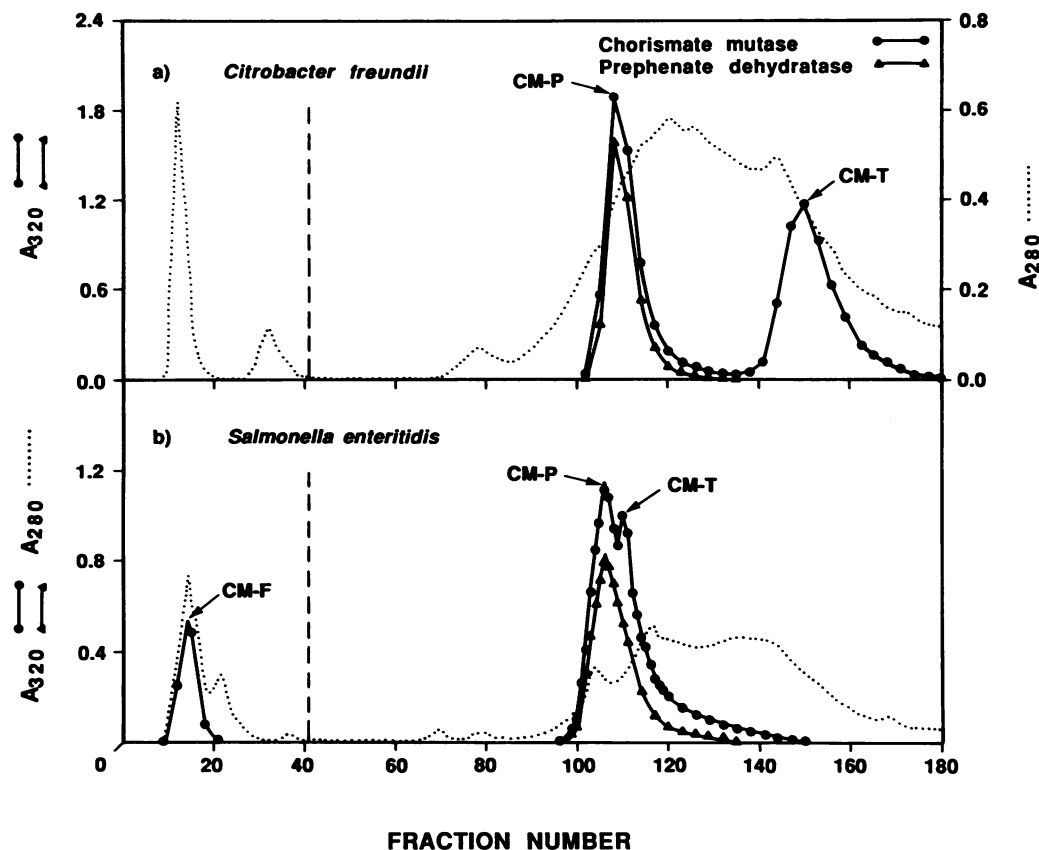 2.4
0.8
Chorismate mutase
Prephenate dehydratase
a) Citrobacter freundii
CM-P
1.8
0.6
CM-T
A320
1.2
0.4
A280
0.6
0.2
0.0
0.0
b) Salmonella enteritidis
1.2
CM-P
CM-T
A280
0.8
CM-F
A320
0.4
0 20 40 60 80 100 120 140 160 180
FRACTION NUMBER